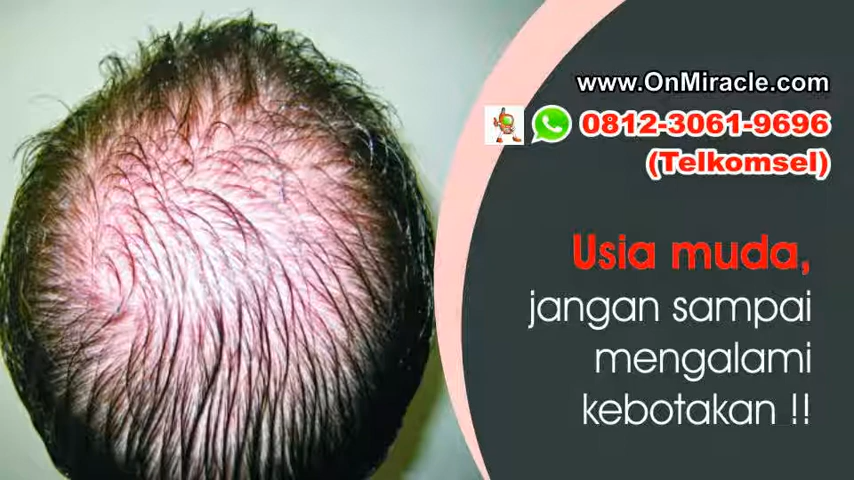 www.OnMiracle.com
0812-3061-9696
(Telkomsel)
Usia muda,
jangan sampai
mengalami
kebotakan !!